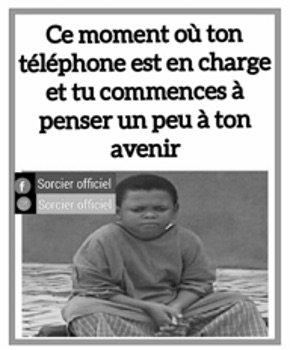 Ce moment où ton
téléphone est en charge
et tu commences à
penser un peu à ton
avenir
f Sorcier officiel
Sorcier officiel